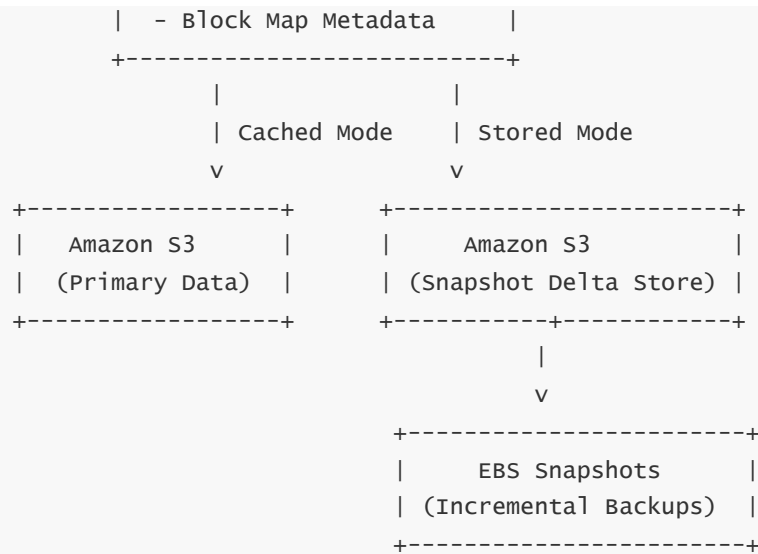 |  - Block Map Metadata     |
+---------------------------+
|               |
| Cached Mode    | Stored Mode
v               v
+------------------+      +------------------------+
|    Amazon S3      |      |      Amazon S3          |
|  (Primary Data)  |      | (Snapshot Delta Store) |
+------------------+      +-----------+------------+
|
v
+------------------------+
|      EBS Snapshots      |
| (Incremental Backups)  |
+------------------------+